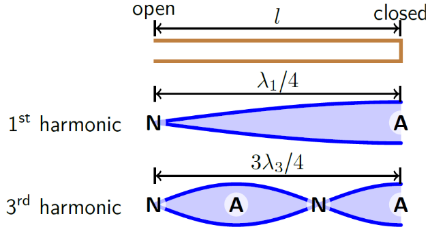 open l closed
λ₁/4
1ˢᵗ harmonic N A
3λ₃/4
3ʳᵈ harmonic N A N A